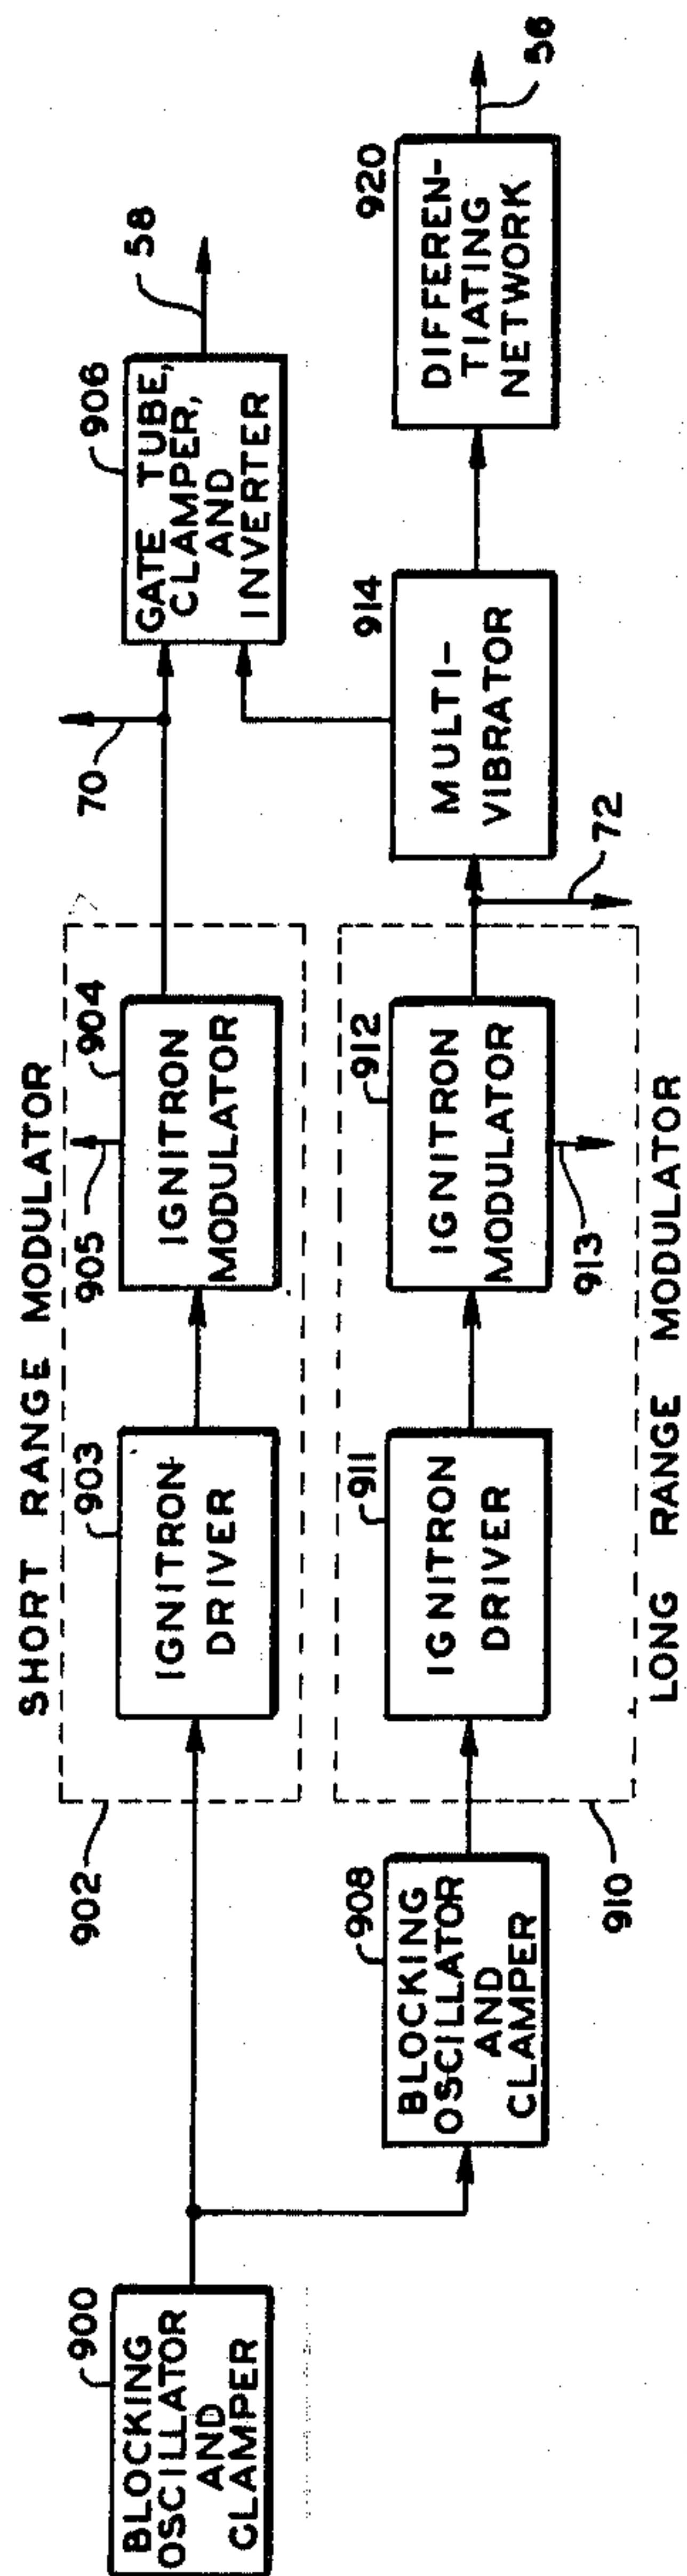 SHORT RANGE MODULATOR
900
BLOCKING
OSCILLATOR
AND
CLAMPER
902
903
IGNITRON
DRIVER
905
904
IGNITRON
MODULATOR
70
906
GATE TUBE,
CLAMPER,
AND
INVERTER
58
908
BLOCKING
OSCILLATOR
AND
CLAMPER
910
911
IGNITRON
DRIVER
912
IGNITRON
MODULATOR
913
72
914
MULTI-
VIBRATOR
920
DIFFEREN-
TIATING
NETWORK
56
LONG RANGE MODULATOR